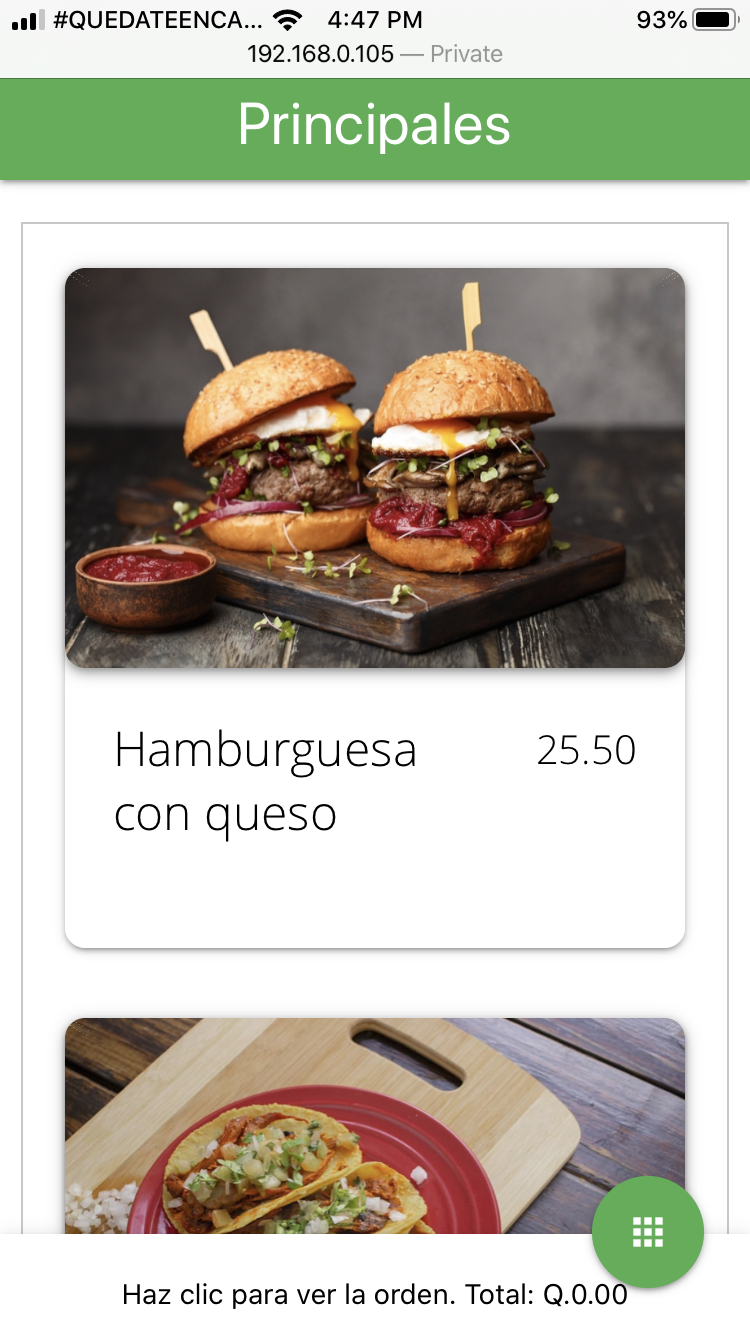 #QUEDATEENCA... 4:47 PM 93%
192.168.0.105 — Private
Principales
Hamburguesa 25.50
con queso
Haz clic para ver la orden. Total: Q.0.00